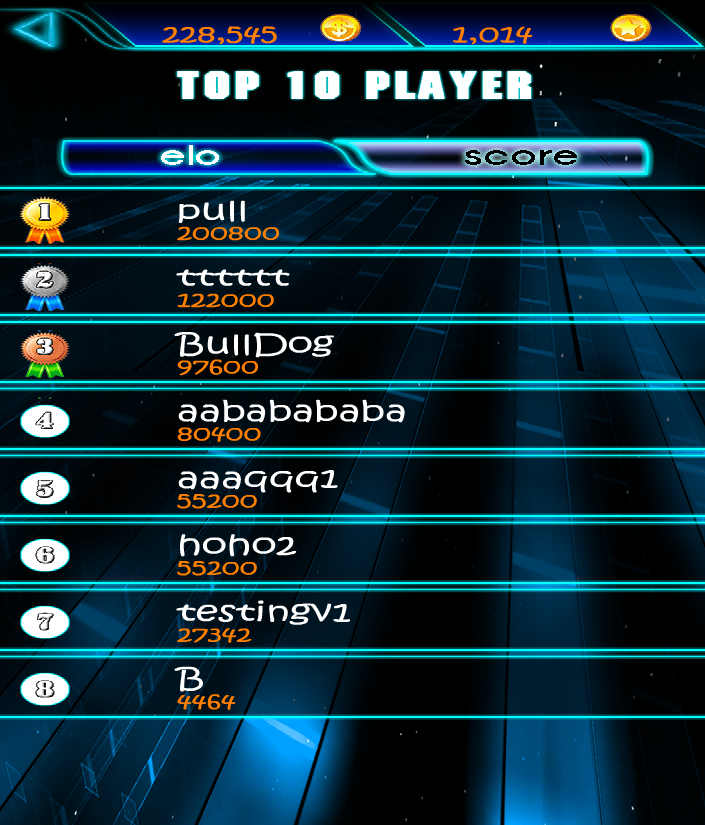 228,545 1,014
TOP 10 PLAYER
elo score
1 pull
200800
2 tttttt
122000
3 BullDog
97600
4 aababababa
80400
5 aaaqqq1
55200
6 hoho2
55200
7 testingv1
27342
8 B
4464